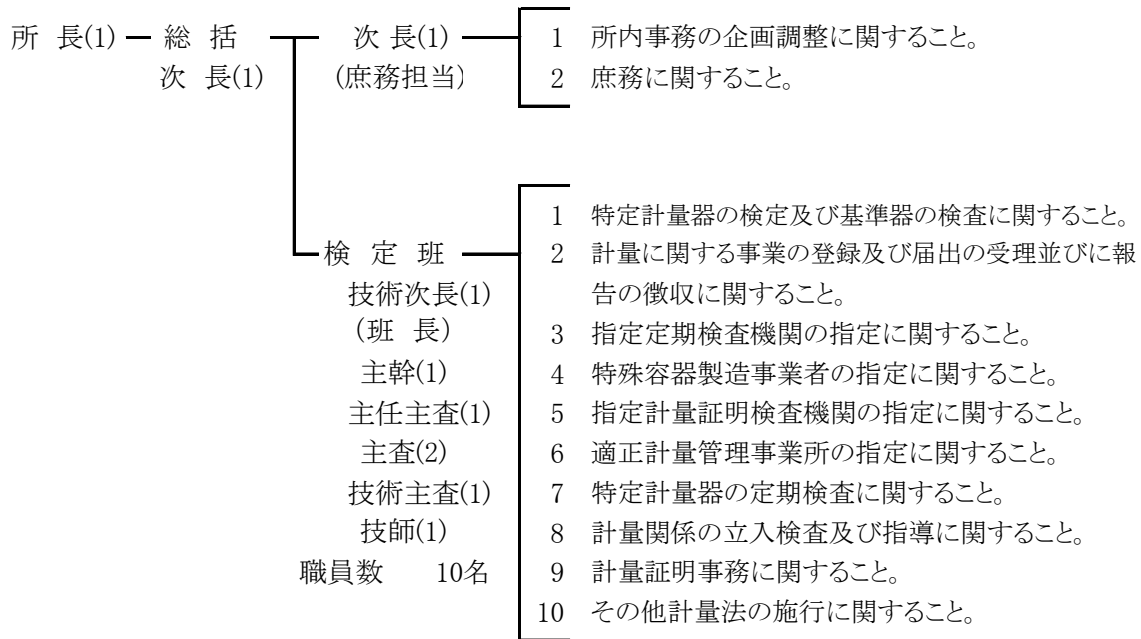 所 長(1) 総 括 次 長(1) 1 所内事務の企画調整に関すること。
次 長(1) (庶務担当) 2 庶務に関すること。
1 特定計量器の検定及び基準器の検査に関すること。
検 定 班 2 計量に関する事業の登録及び届出の受理並びに報
技術次長(1) 告の徴収に関すること。
(班 長) 3 指定定期検査機関の指定に関すること。
主幹(1) 4 特殊容器製造事業者の指定に関すること。
主任主査(1) 5 指定計量証明検査機関の指定に関すること。
主査(2) 6 適正計量管理事業所の指定に関すること。
技術主査(1) 7 特定計量器の定期検査に関すること。
技師(1) 8 計量関係の立入検査及び指導に関すること。
職員数 10名 9 計量証明事務に関すること。
10 その他計量法の施行に関すること。